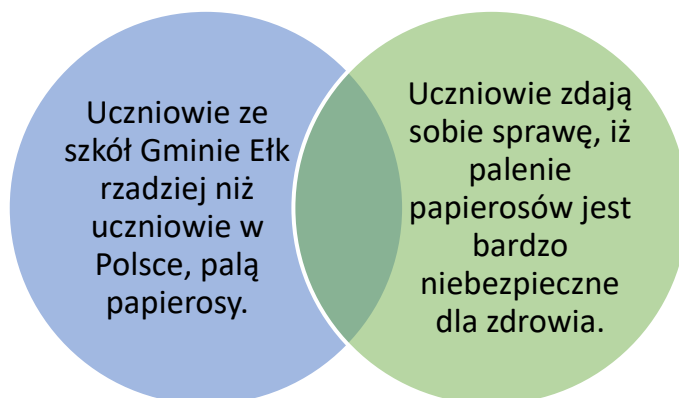 Uczniowie ze
szkół Gminie Ełk
rzadziej niż
uczniowie w
Polsce, palą
papierosy.
Uczniowie zdają
sobie sprawę, iż
palenie
papierosów jest
bardzo
niebezpieczne
dla zdrowia.